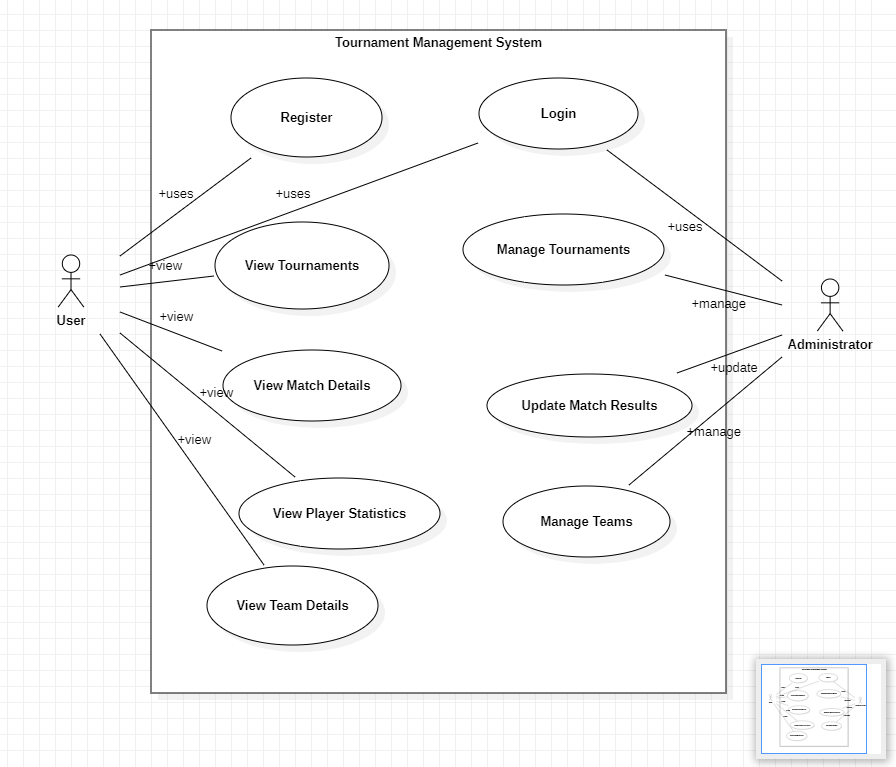 Tournament Management System
Register
Login
+uses
+uses
+uses
Manage Tournaments
+view
View Tournaments
User
+manage
+view
Administrator
+update
View Match Details
+view
Update Match Results
+manage
+view
View Player Statistics
Manage Teams
View Team Details